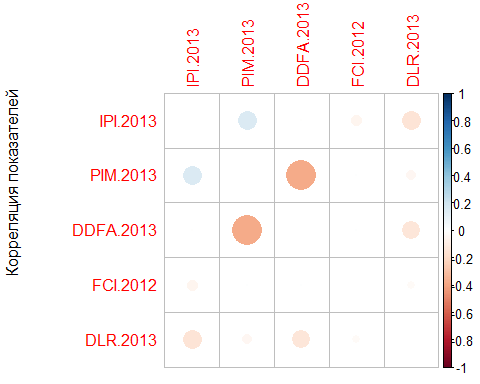 IPI.2013
PIM.2013
DDFA.2013
FCI.2012
DLR.2013
Корреляция показателей
IPI.2013
PIM.2013
DDFA.2013
FCI.2012
DLR.2013
1
0.8
0.6
0.4
0.2
0
-0.2
-0.4
-0.6
-0.8
-1